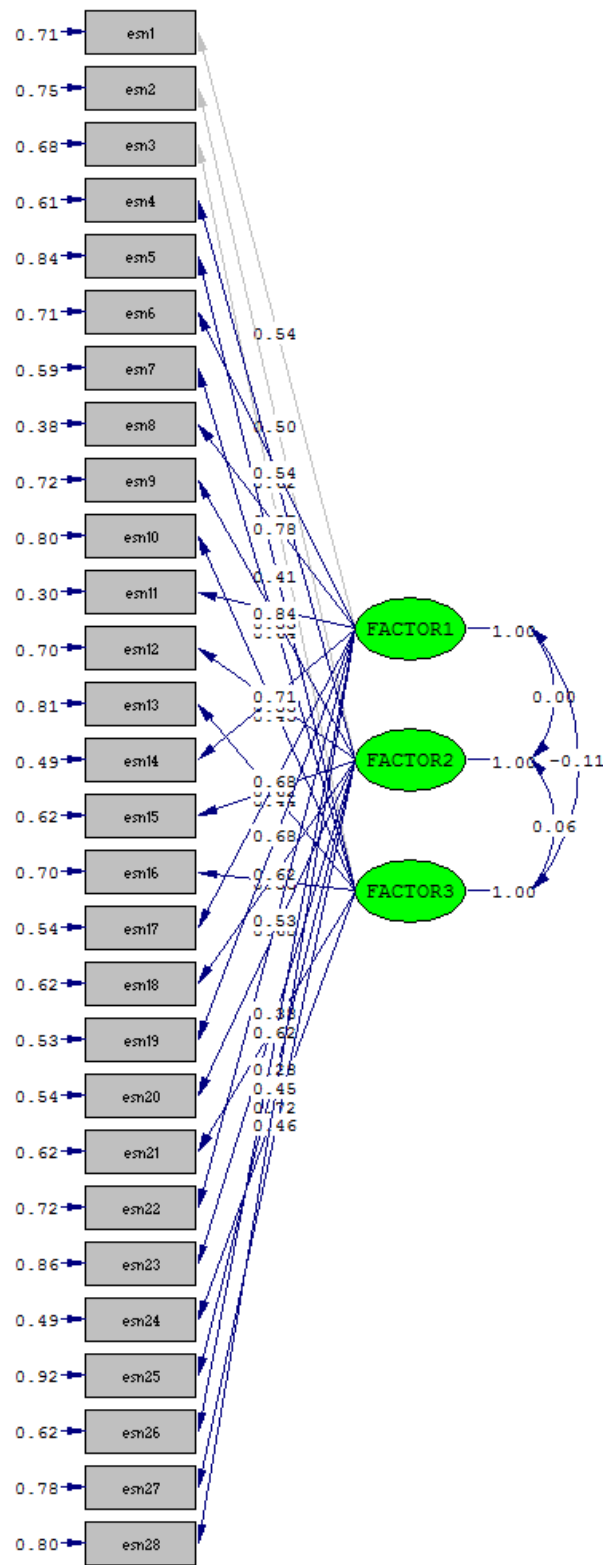 0.71 esn1
0.75 esn2
0.68 esn3
0.61 esn4
0.84 esn5
0.71 esn6
0.59 esn7
0.38 esn8
0.72 esn9
0.80 esn10
0.30 esn11
0.70 esn12
0.81 esn13
0.49 esn14
0.62 esn15
0.70 esn16
0.54 esn17
0.62 esn18
0.53 esn19
0.54 esn20
0.62 esn21
0.72 esn22
0.86 esn23
0.49 esn24
0.92 esn25
0.62 esn26
0.78 esn27
0.80 esn28
0.54
0.50
0.54
0.78
0.41
0.84
0.71
0.68
0.68
0.62
0.53
0.38
0.62
0.28
0.45
0.72
0.46
FACTOR1 1.00
FACTOR2 1.00
FACTOR3 1.00
0.00
-0.11
0.06